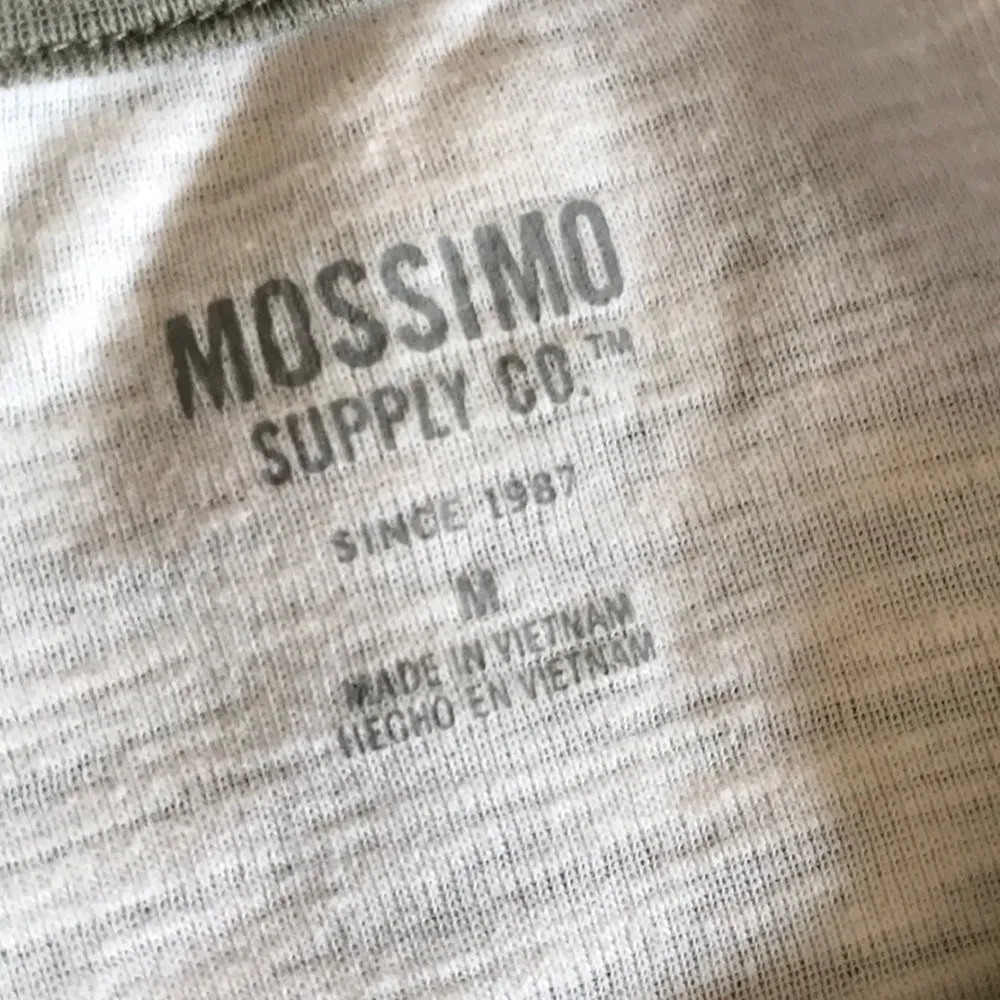 MOSSIMO
SUPPLY CO.™
SINCE 1987
M
MADE IN VIETNAM
HECHO EN VIETNAM